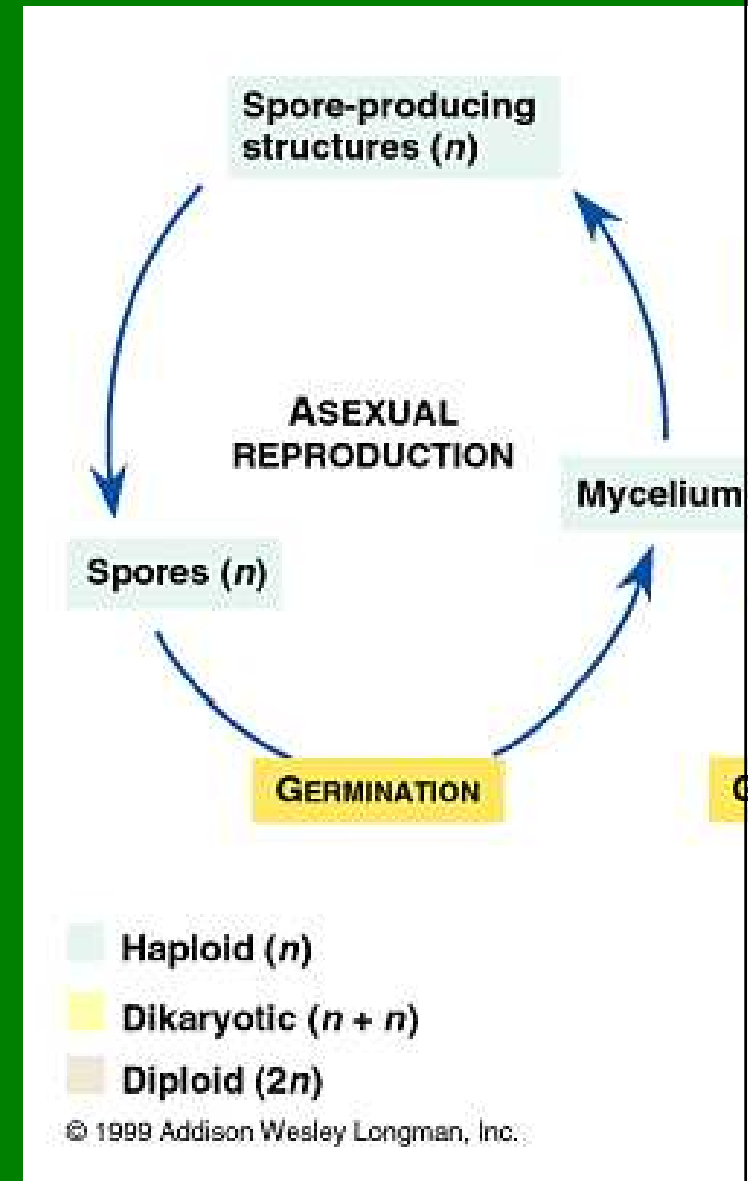 Spore-producing
structures (n)
ASEXUAL
REPRODUCTION
Mycelium
Spores (n)
GERMINATION
Haploid (n)
Dikaryotic (n + n)
Diploid (2n)
© 1999 Addison Wesley Longman, Inc.